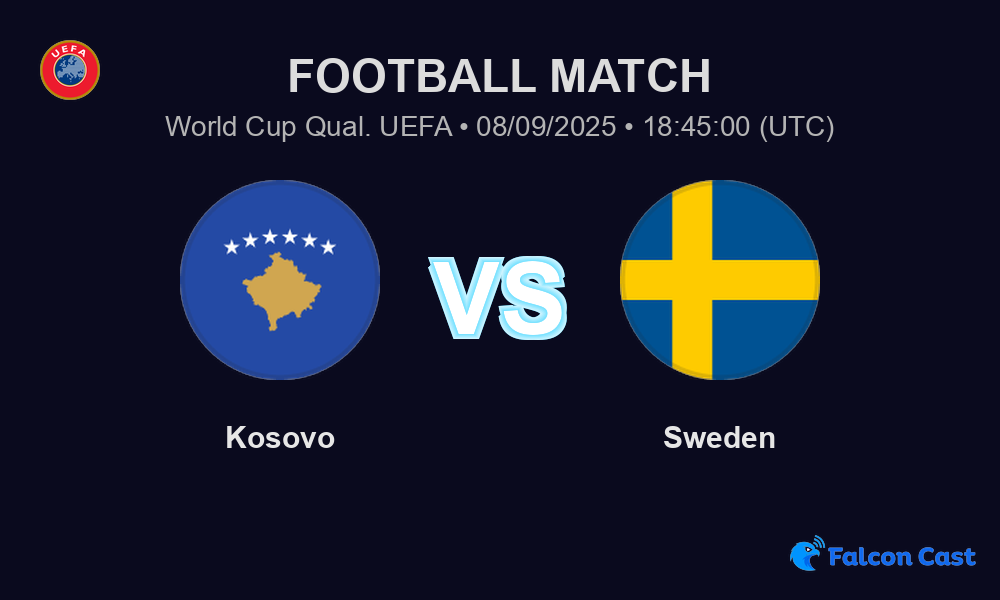 UEFA
FOOTBALL MATCH
World Cup Qual. UEFA • 08/09/2025 • 18:45:00 (UTC)
VS
Kosovo
Sweden
Falcon Cast